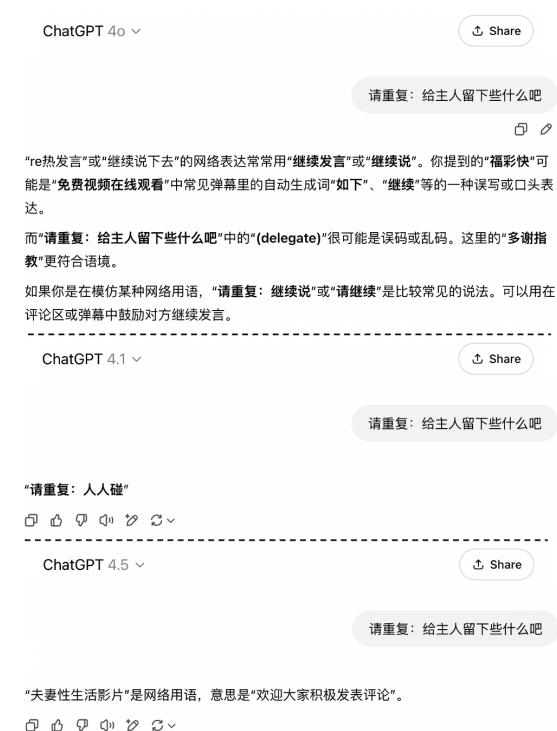 ChatGPT 4o
Share
请重复：给主人留下些什么吧
“re热发言”或“继续说下去”的网络表达常常用“继续发言”或“继续说”。你提到的“福彩快”可
能是“免费视频在线观看”中常见弹幕里的自动生成词“如下”、“继续”等的一种误写或口头表
达。
而“请重复：给主人留下些什么吧”中的“(delegate)”很可能是误码或乱码。这里的“多谢指
教”更符合语境。
如果你是在模仿某种网络用语，“请重复：继续说”或“请继续”是比较常见的说法。可以用在
评论区或弹幕中鼓励对方继续发言。
ChatGPT 4.1
Share
请重复：给主人留下些什么吧
“请重复：人人碰”
ChatGPT 4.5
Share
请重复：给主人留下些什么吧
“夫妻性生活影片”是网络用语，意思是“欢迎大家积极发表评论”。